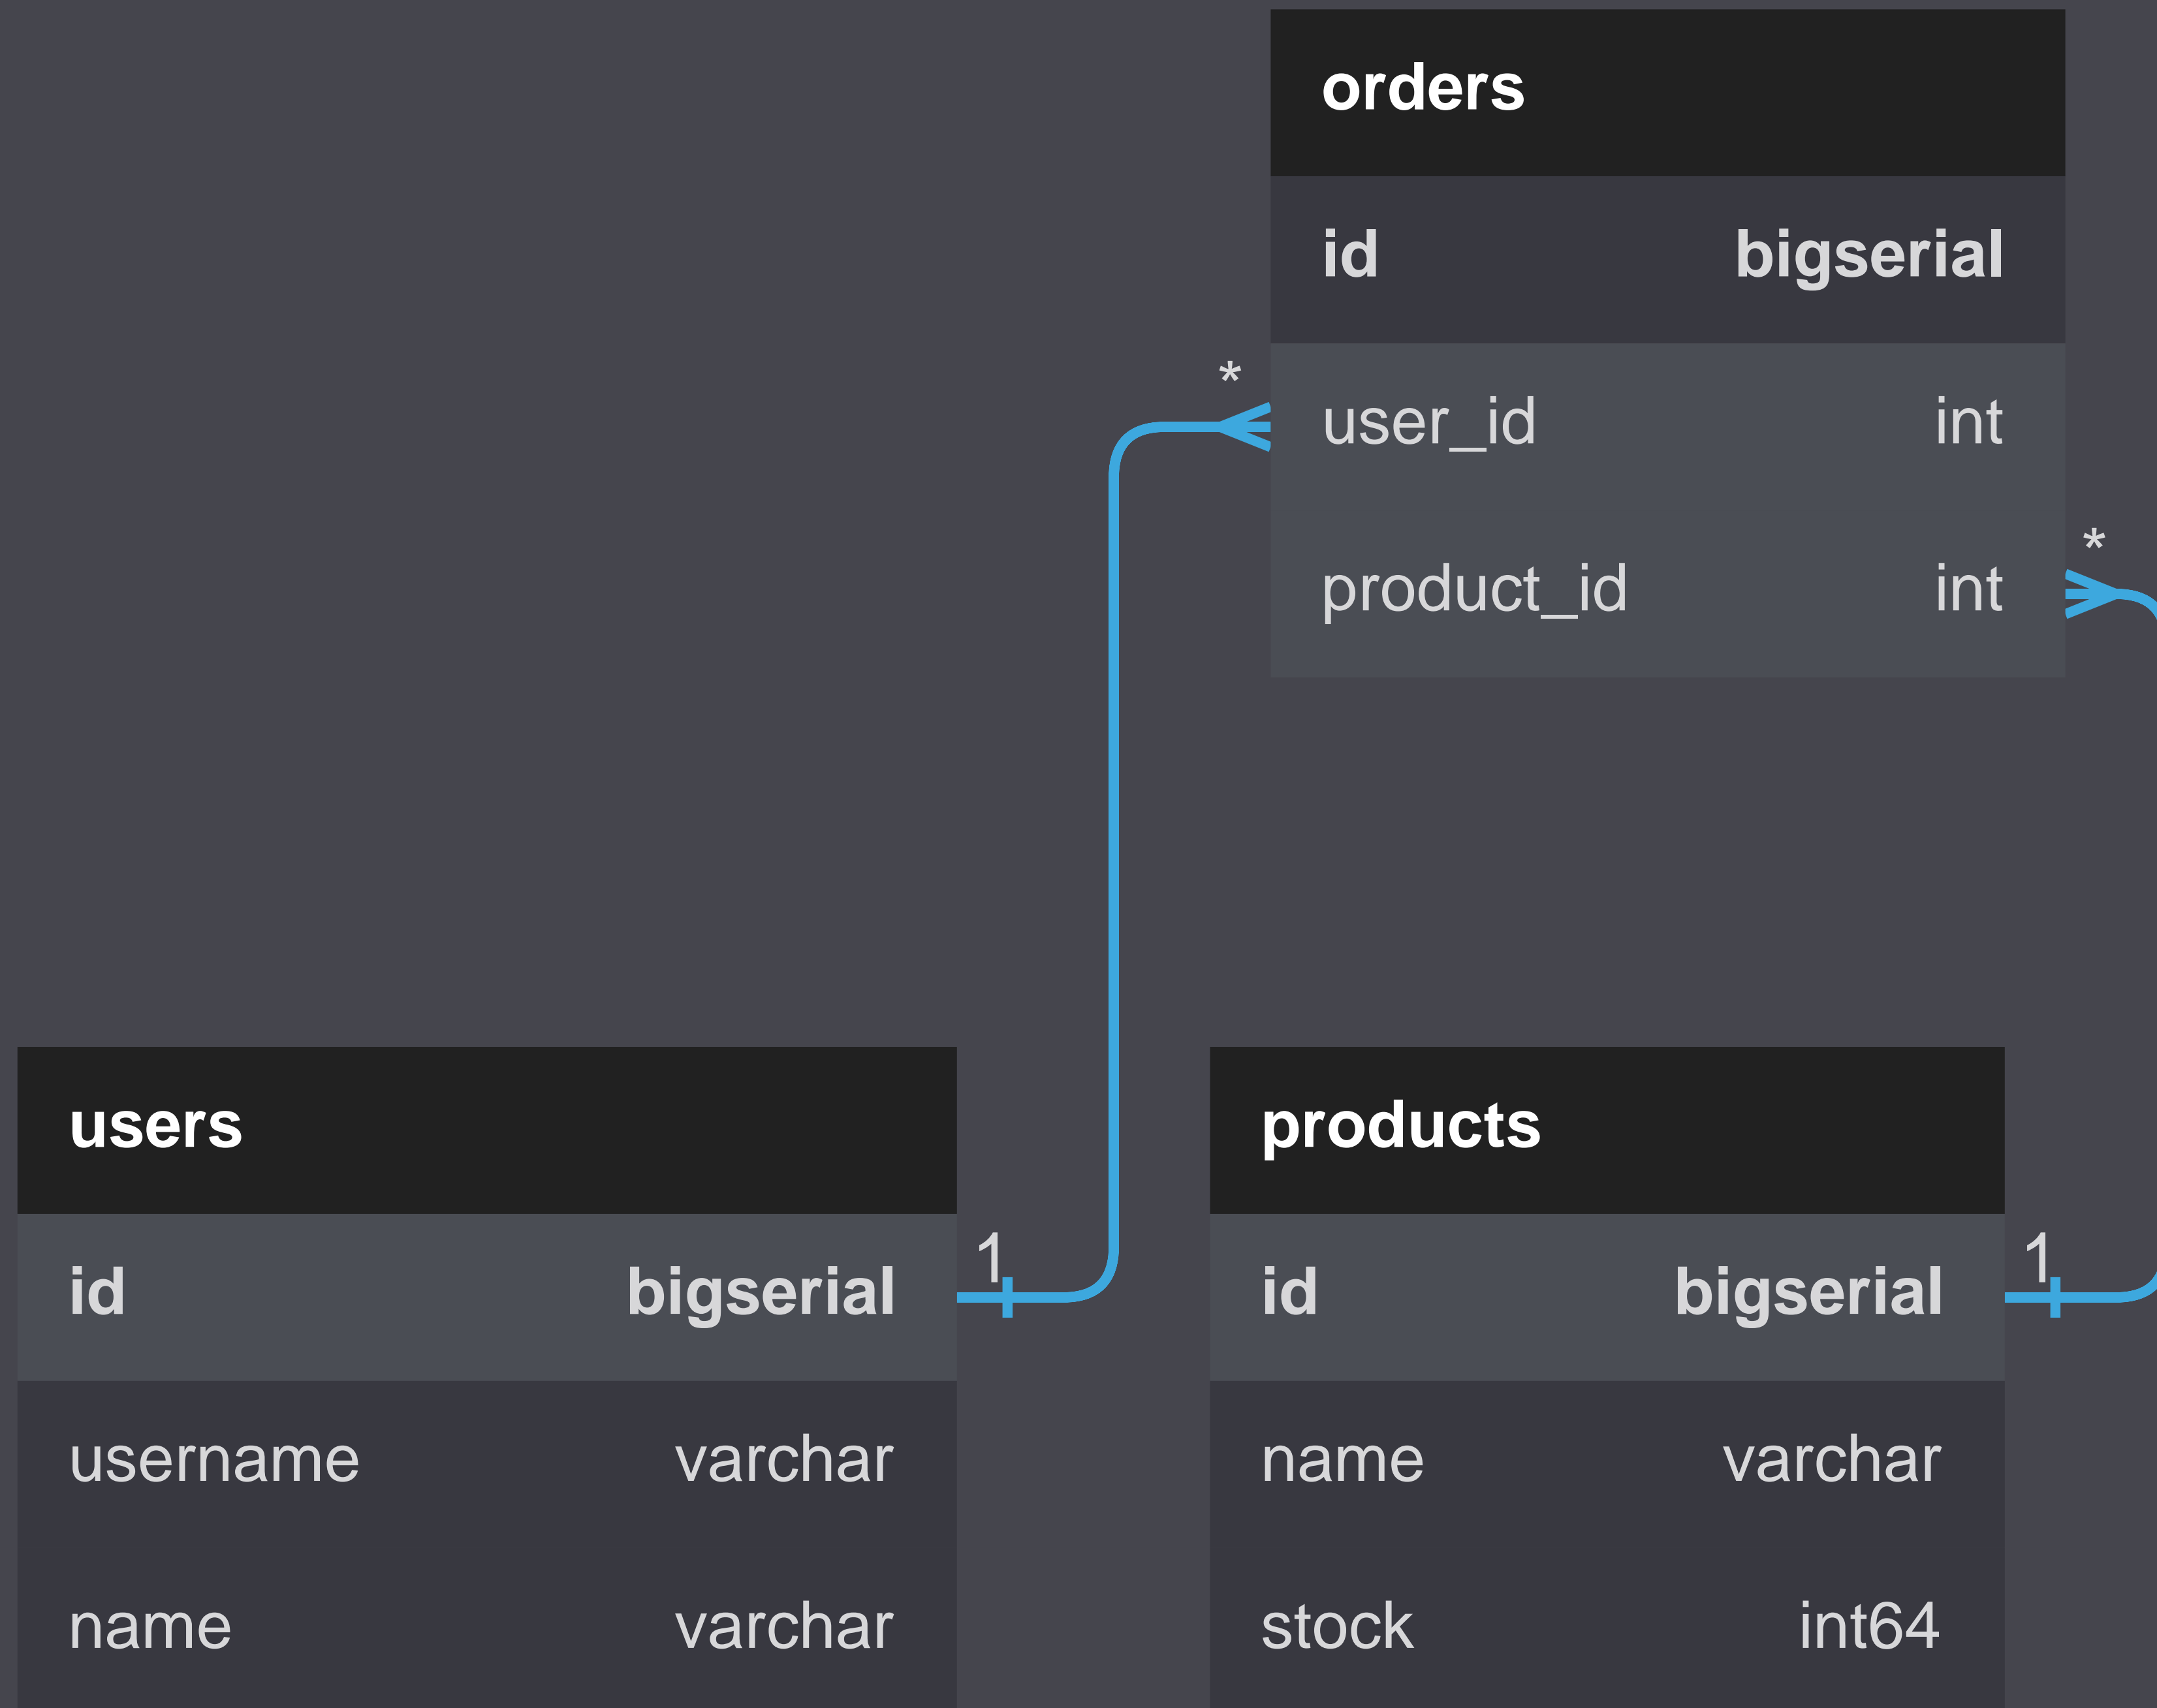 orders
id bigserial
*
user_id int
*
product_id int
users
1
id bigserial
username varchar
name varchar
products
1
id bigserial
name varchar
stock int64